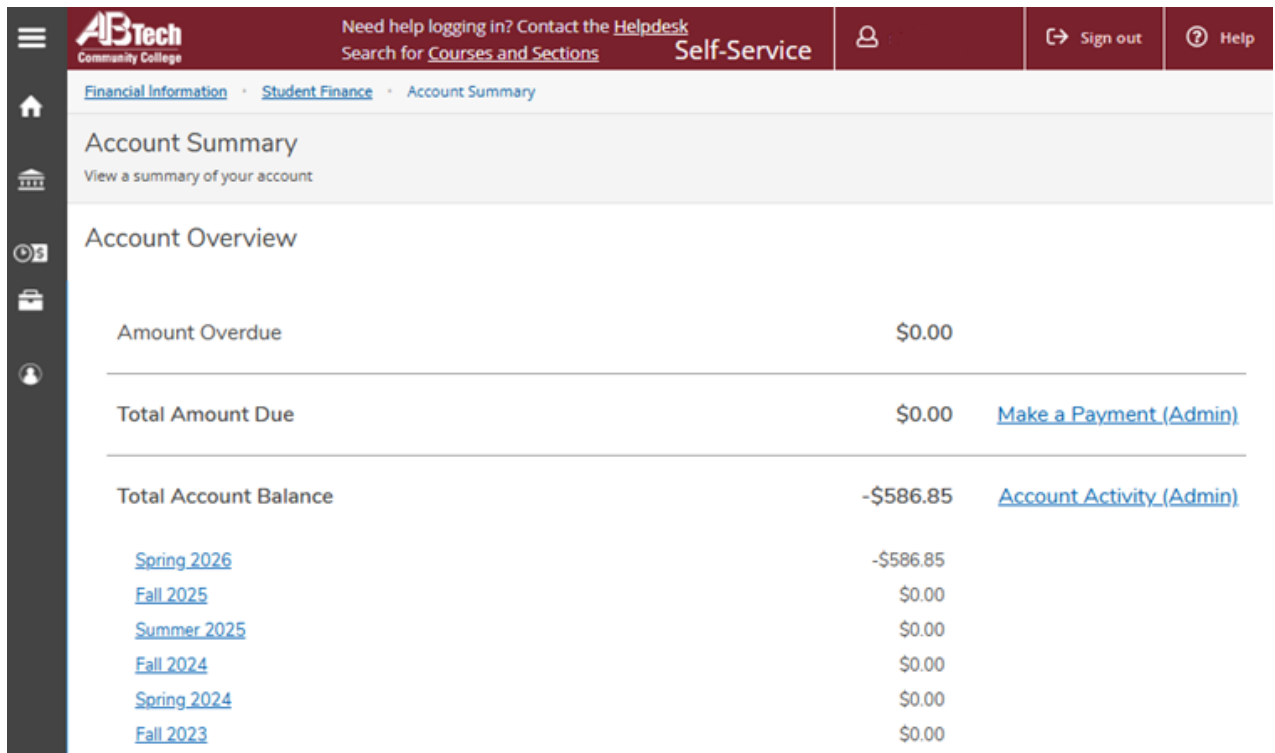 ABTech
Community College
Need help logging in? Contact the Helpdesk
Search for Courses and Sections
Self-Service
Sign out
Help
Financial Information · Student Finance · Account Summary
Account Summary
View a summary of your account
Account Overview
Amount Overdue $0.00
Total Amount Due $0.00 Make a Payment (Admin)
Total Account Balance -$586.85 Account Activity (Admin)
Spring 2026 -$586.85
Fall 2025 $0.00
Summer 2025 $0.00
Fall 2024 $0.00
Spring 2024 $0.00
Fall 2023 $0.00